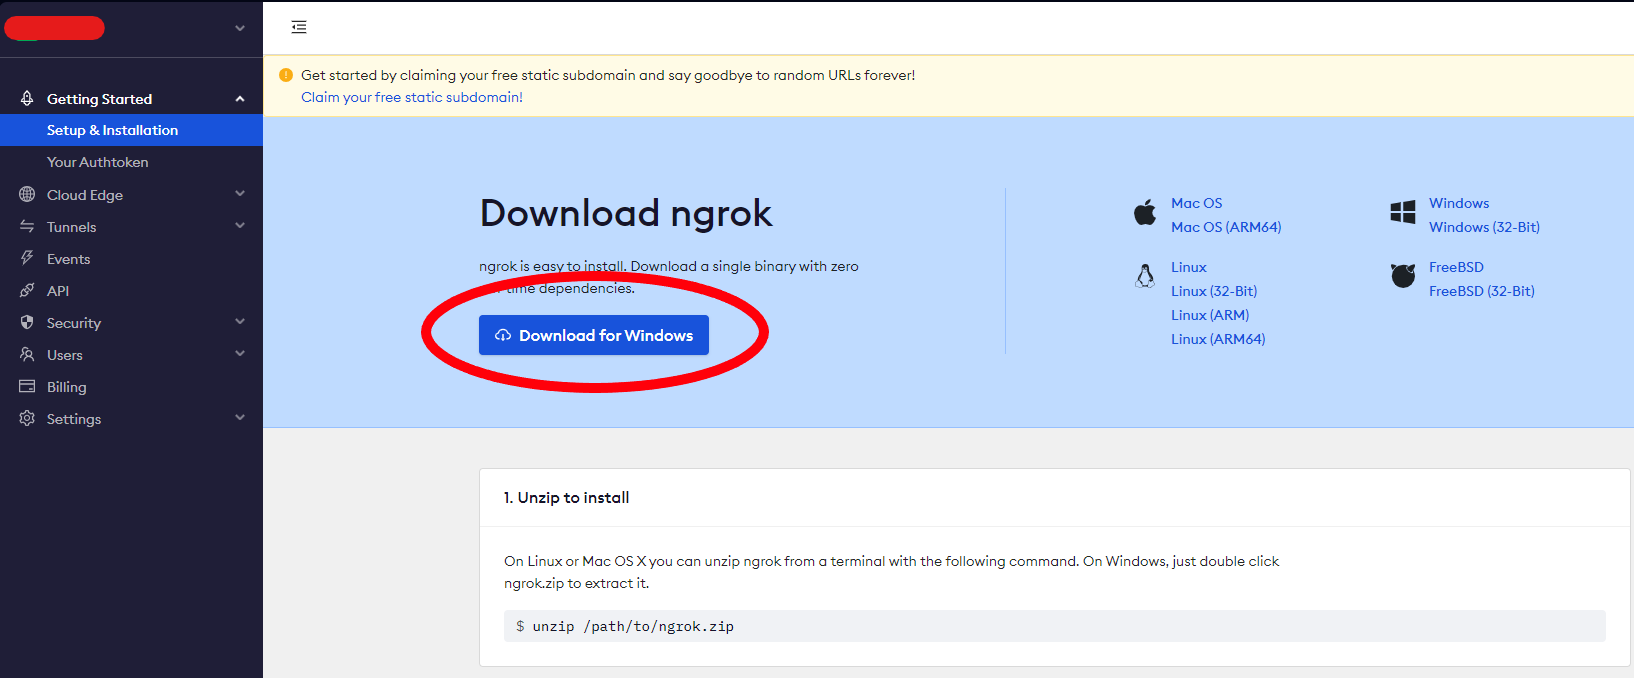 Getting Started
Setup & Installation
Your Authtoken
Cloud Edge
Tunnels
Events
API
Security
Users
Billing
Settings
Get started by claiming your free static subdomain and say goodbye to random URLs forever!
Claim your free static subdomain!
Download ngrok
ngrok is easy to install. Download a single binary with zero
time dependencies.
Download for Windows
Mac OS
Mac OS (ARM64)
Linux
Linux (32-Bit)
Linux (ARM)
Linux (ARM64)
Windows
Windows (32-Bit)
FreeBSD
FreeBSD (32-Bit)
1. Unzip to install
On Linux or Mac OS X you can unzip ngrok from a terminal with the following command. On Windows, just double click
ngrok.zip to extract it.
$ unzip /path/to/ngrok.zip